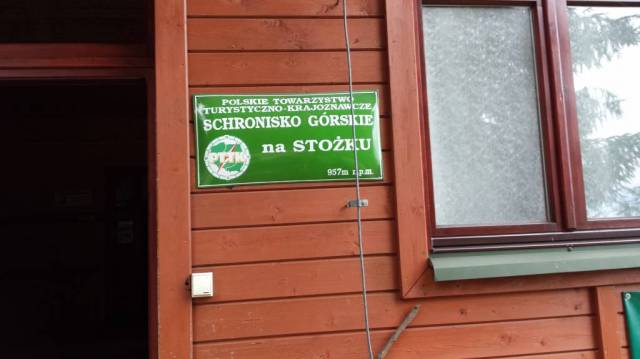 POLSKIE TOWARZYSTWO
TURYSTYCZNO-KRAJOZNAWCZE
SCHRONISKO GÓRSKIE
na STOŻKU
PTTK
957m n.p.m.